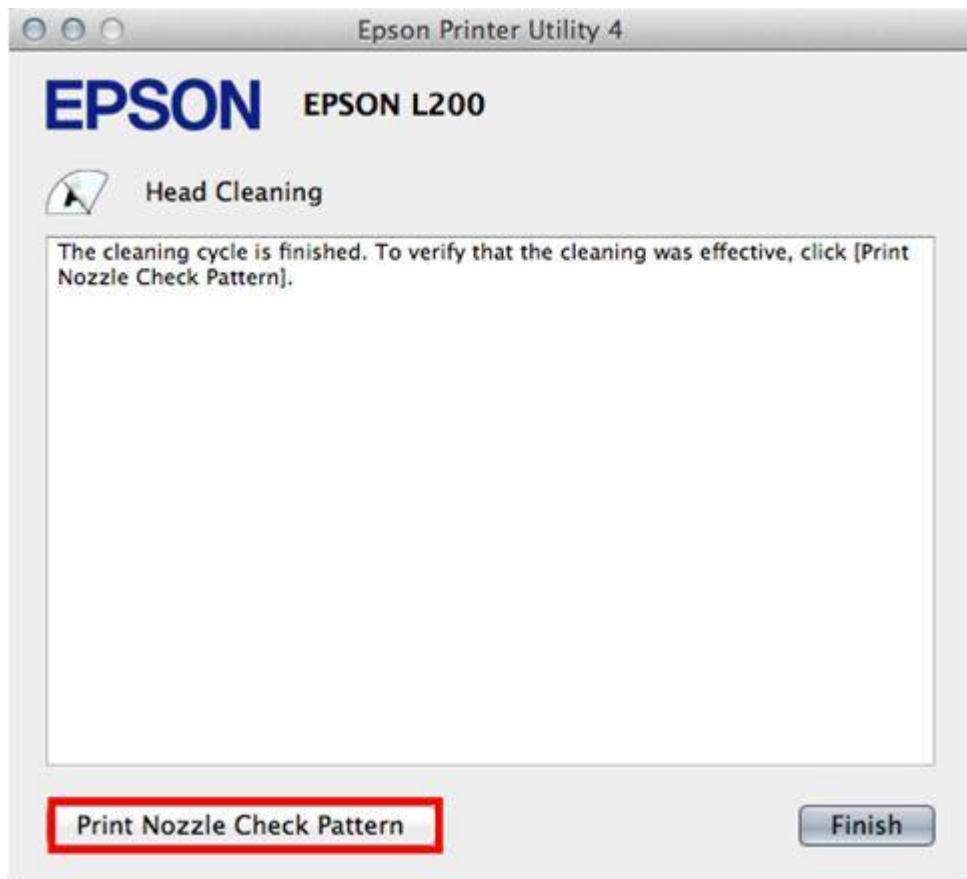 Epson Printer Utility 4
EPSON EPSON L200
Head Cleaning
The cleaning cycle is finished. To verify that the cleaning was effective, click [Print
Nozzle Check Pattern].
Print Nozzle Check Pattern Finish